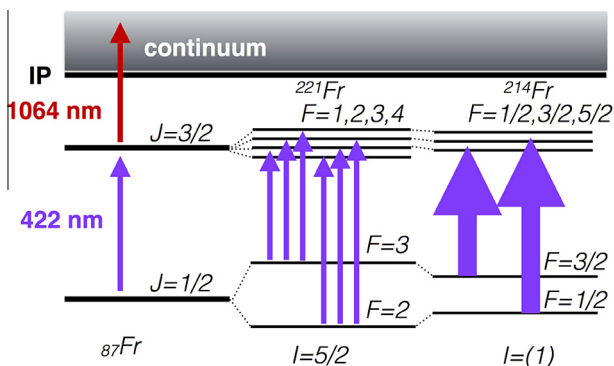 continuum
IP
²²¹Fr
²¹⁴Fr
1064 nm
F=1,2,3,4
F=1/2,3/2,5/2
J=3/2
422 nm
F=3
F=3/2
J=1/2
F=2
F=1/2
₈₇Fr
I=5/2
I=(1)